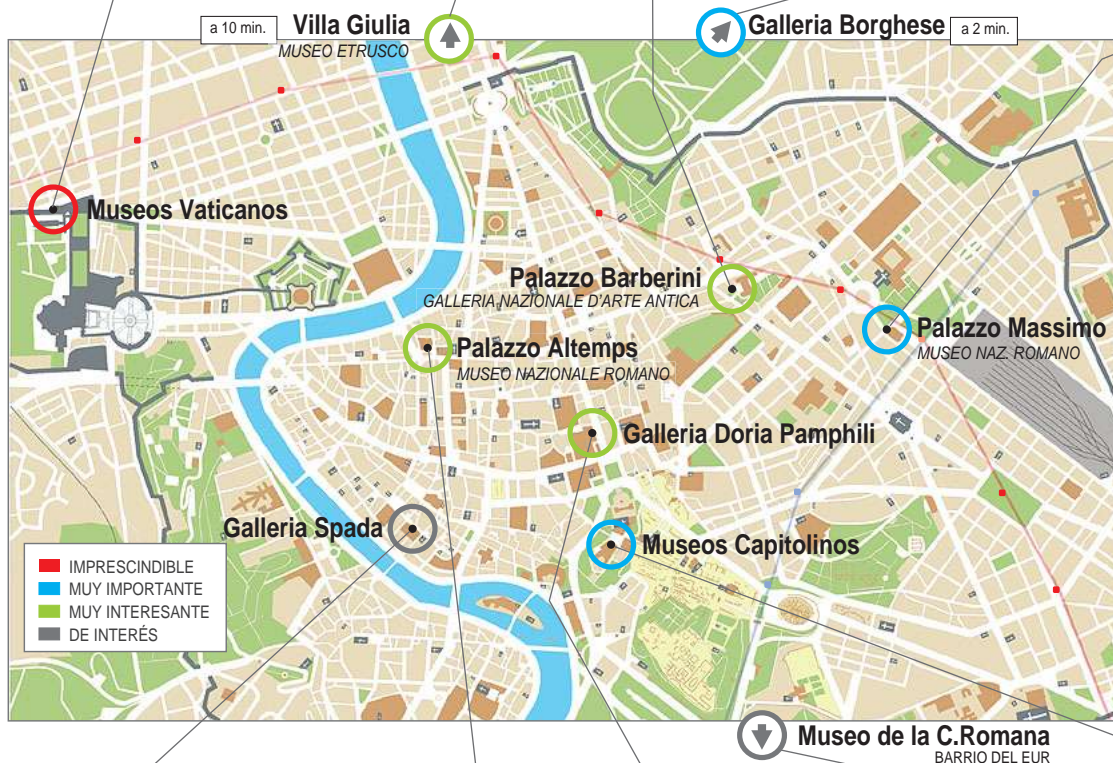 a 10 min.
Villa Giulia
MUSEO ETRUSCO
Galleria Borghese
a 2 min.
Museos Vaticanos
Palazzo Barberini
GALLERIA NAZIONALE D'ARTE ANTICA
Palazzo Massimo
MUSEO NAZ. ROMANO
Palazzo Altemps
MUSEO NAZIONALE ROMANO
Galleria Doria Pamphili
Galleria Spada
Museos Capitolinos
IMPRESCINDIBLE
MUY IMPORTANTE
MUY INTERESANTE
DE INTERÉS
Museo de la C.Romana
BARRIO DEL EUR